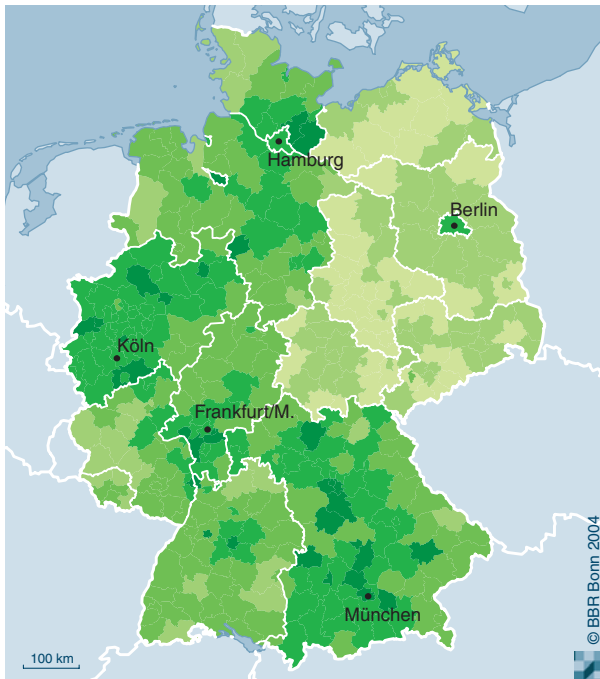 Hamburg
Berlin
Köln
Frankfurt/M.
München
100 km
© BBR Bonn 2004